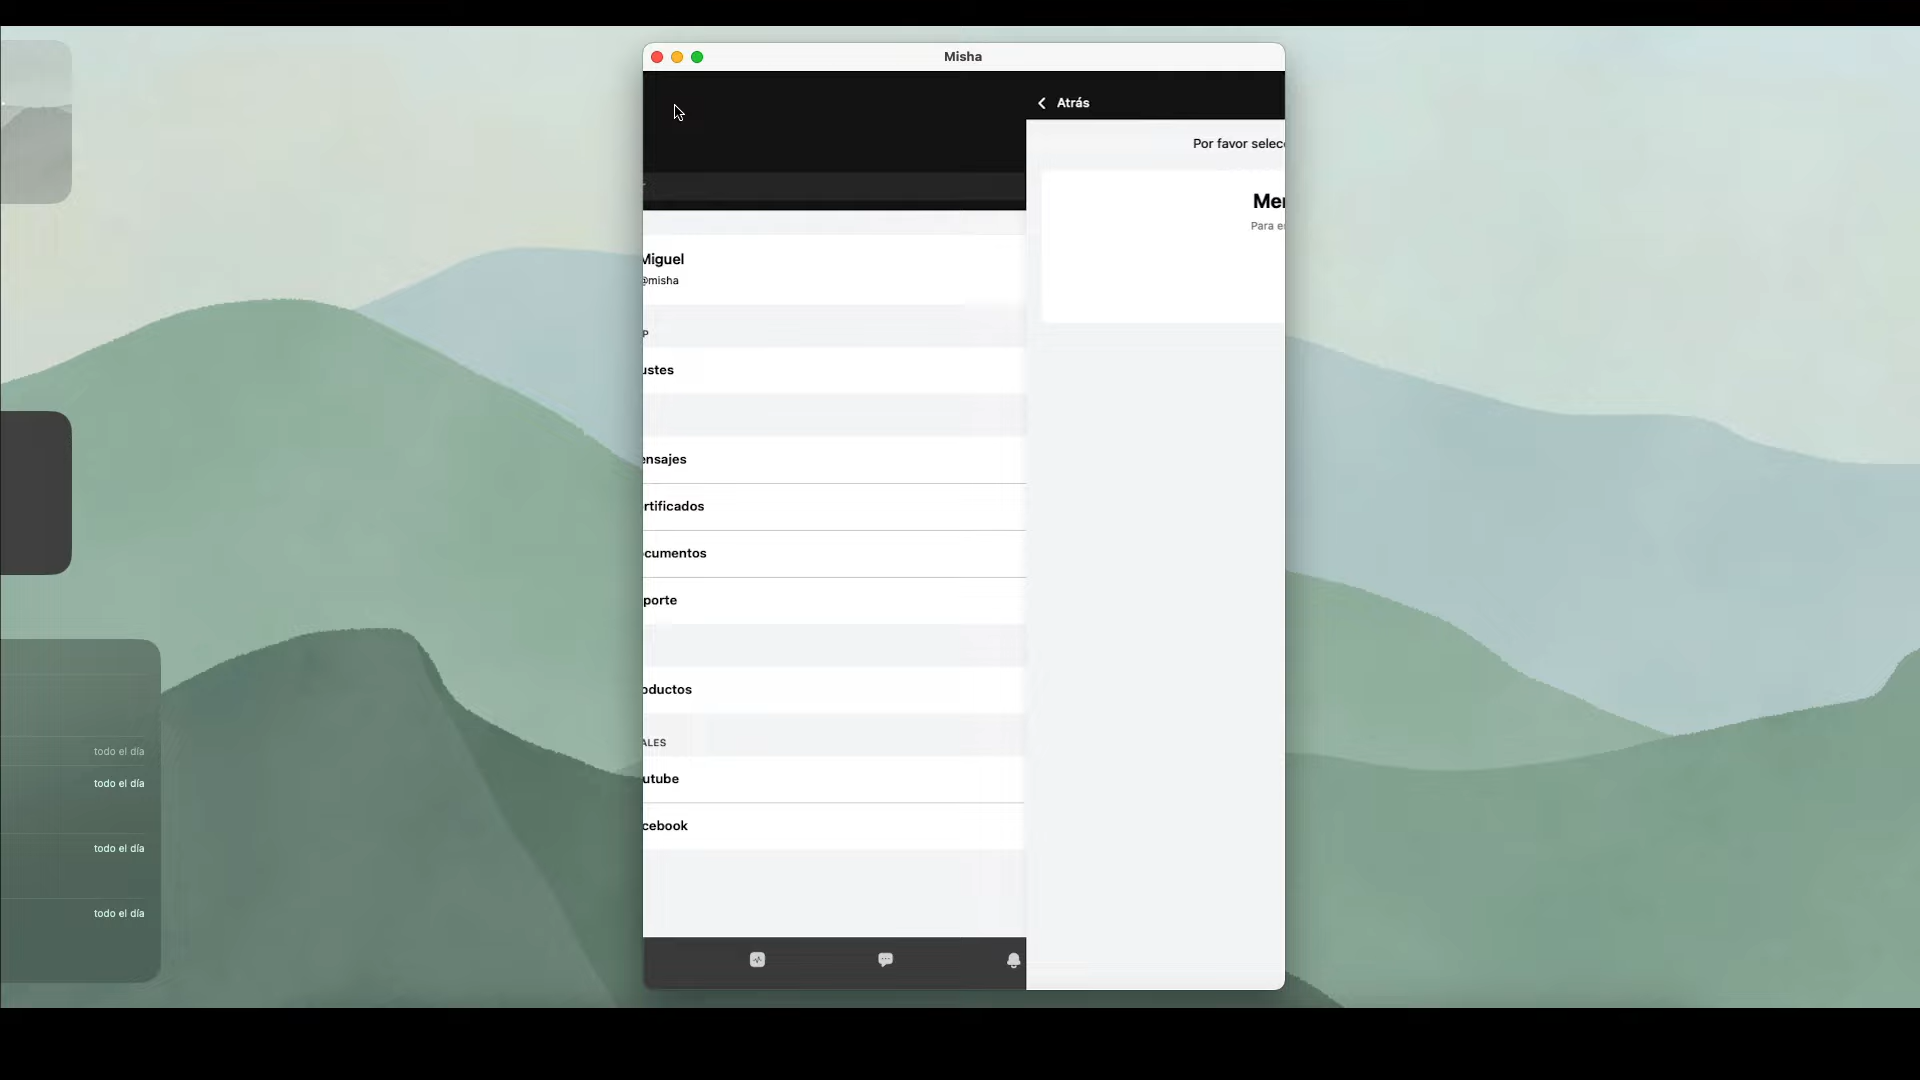 Misha
Atrás
Por favor selec
Miguel
@misha
Mer
Para e
P
ustes
ensajes
rtificados
cumentos
porte
oductos
ALES
utube
cebook
todo el día
todo el día
todo el día
todo el día